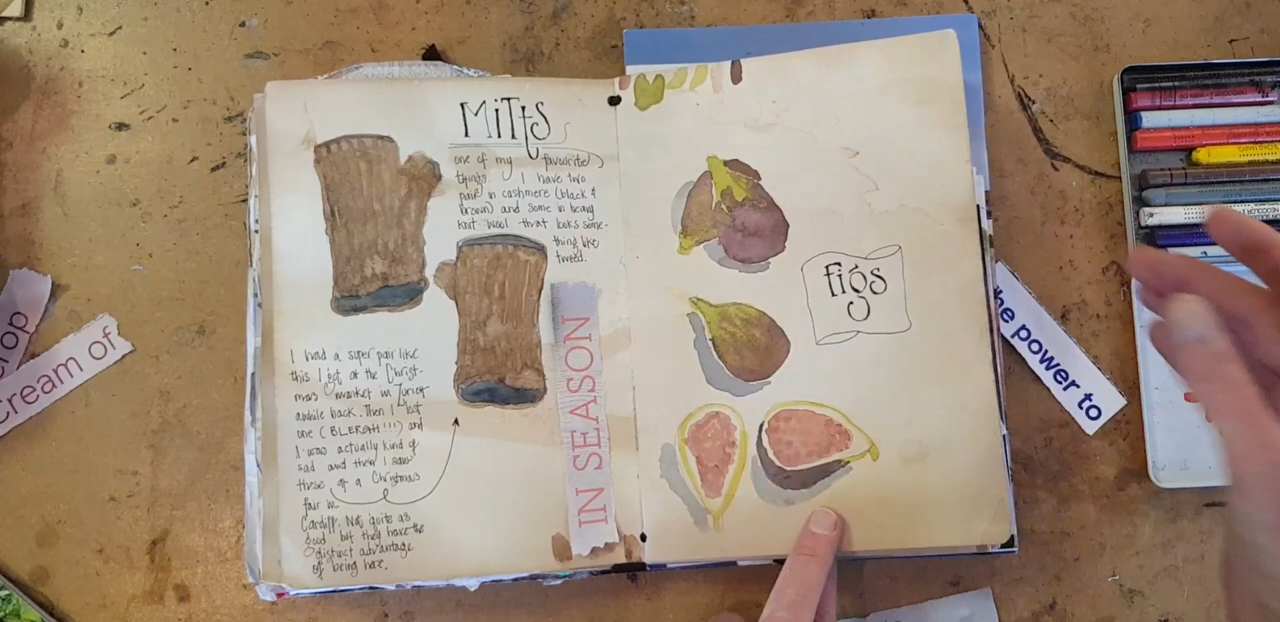 MiTts
one of my favourite
things. I have two
pair in cashmere (black &
brown) and some in
knit wool that looks some-
thing like
tweed.
I had a super pair like
this I got at the Christ-
mas market in Zurich
awhile back. Then I lost
one (BLERGH!!!) and
I was actually kind of
sad and then I saw
these at a Christmas
fair in
Cardiff. Not quite as
good but they have the
distinct advantage
of being here.
IN SEASON
figs
cream of
the power to